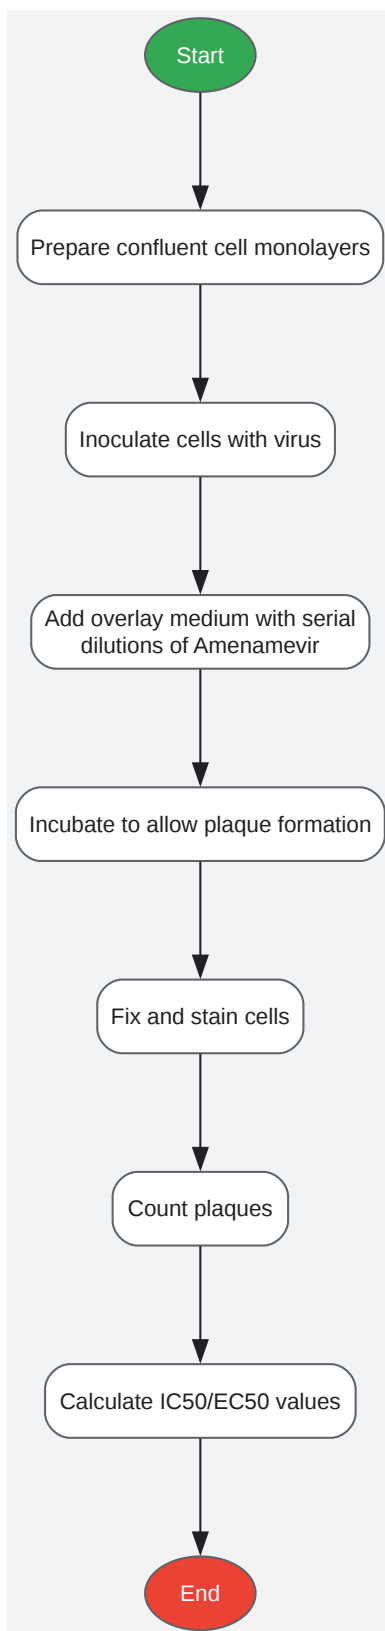 Start
Prepare confluent cell monolayers
Inoculate cells with virus
Add overlay medium with serial
dilutions of Amenamevir
Incubate to allow plaque formation
Fix and stain cells
Count plaques
Calculate IC50/EC50 values
End